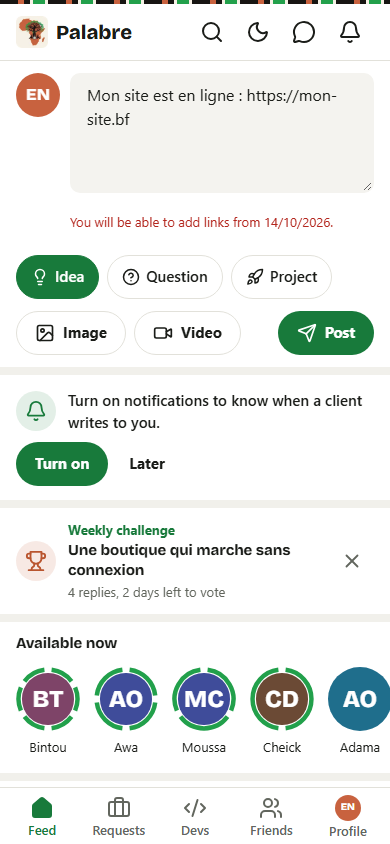 Palabre
EN
Mon site est en ligne : https://mon-
site.bf
You will be able to add links from 14/10/2026.
Idea
Question
Project
Image
Video
Post
Turn on notifications to know when a client
writes to you.
Turn on
Later
Weekly challenge
Une boutique qui marche sans
connexion
4 replies, 2 days left to vote
Available now
BT
AO
MC
CD
AO
Bintou
Awa
Moussa
Cheick
Adama
EN
Feed
Requests
Devs
Friends
Profile